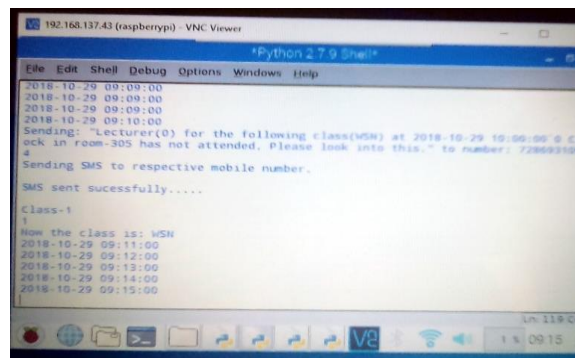 192.168.137.43 (raspberrypi) - VNC Viewer
*Python 2.7.9 Shell*
File Edit Shell Debug Options Windows Help
2018-10-29 09:09:00
2018-10-29 09:09:00
2018-10-29 09:09:00
2018-10-29 09:10:00
Sending: "Lecturer(0) for the following class(WSN) at 2018-10-29 10:00:00'0 C
ock in room-305 has not attended. Please look into this." to number:
4
Sending SMS to respective mobile number.
SMS sent sucessfully.....
Class-1
1
Now the class is: WSN
2018-10-29 09:11:00
2018-10-29 09:12:00
2018-10-29 09:13:00
2018-10-29 09:14:00
2018-10-29 09:15:00
Ln: 119 C
1 % 09:15